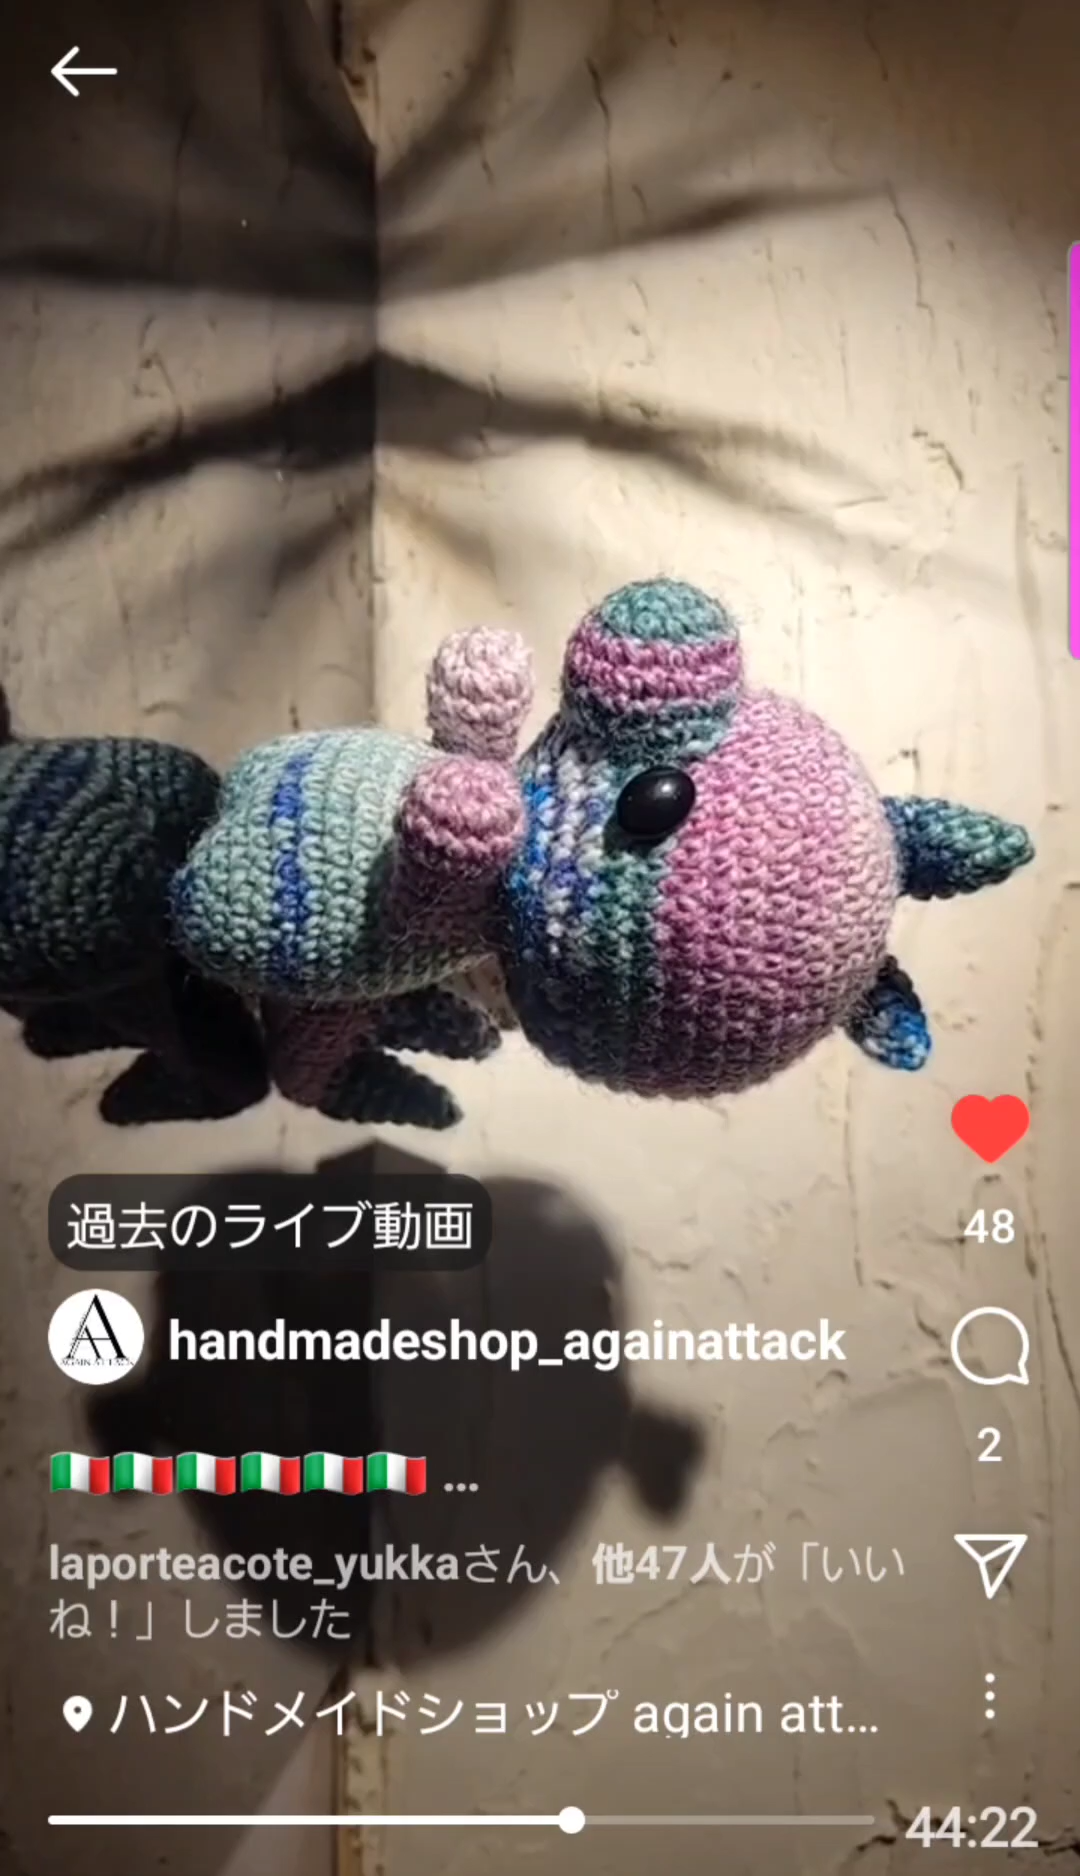 過去のライブ動画
AGAIN ATTACK
handmadeshop_againattack
🇮🇹🇮🇹🇮🇹🇮🇹🇮🇹🇮🇹 ...
laporteacote_yukkaさん、他47人が「いい
ね！」しました
ハンドメイドショップ again att...
48
2
44:22